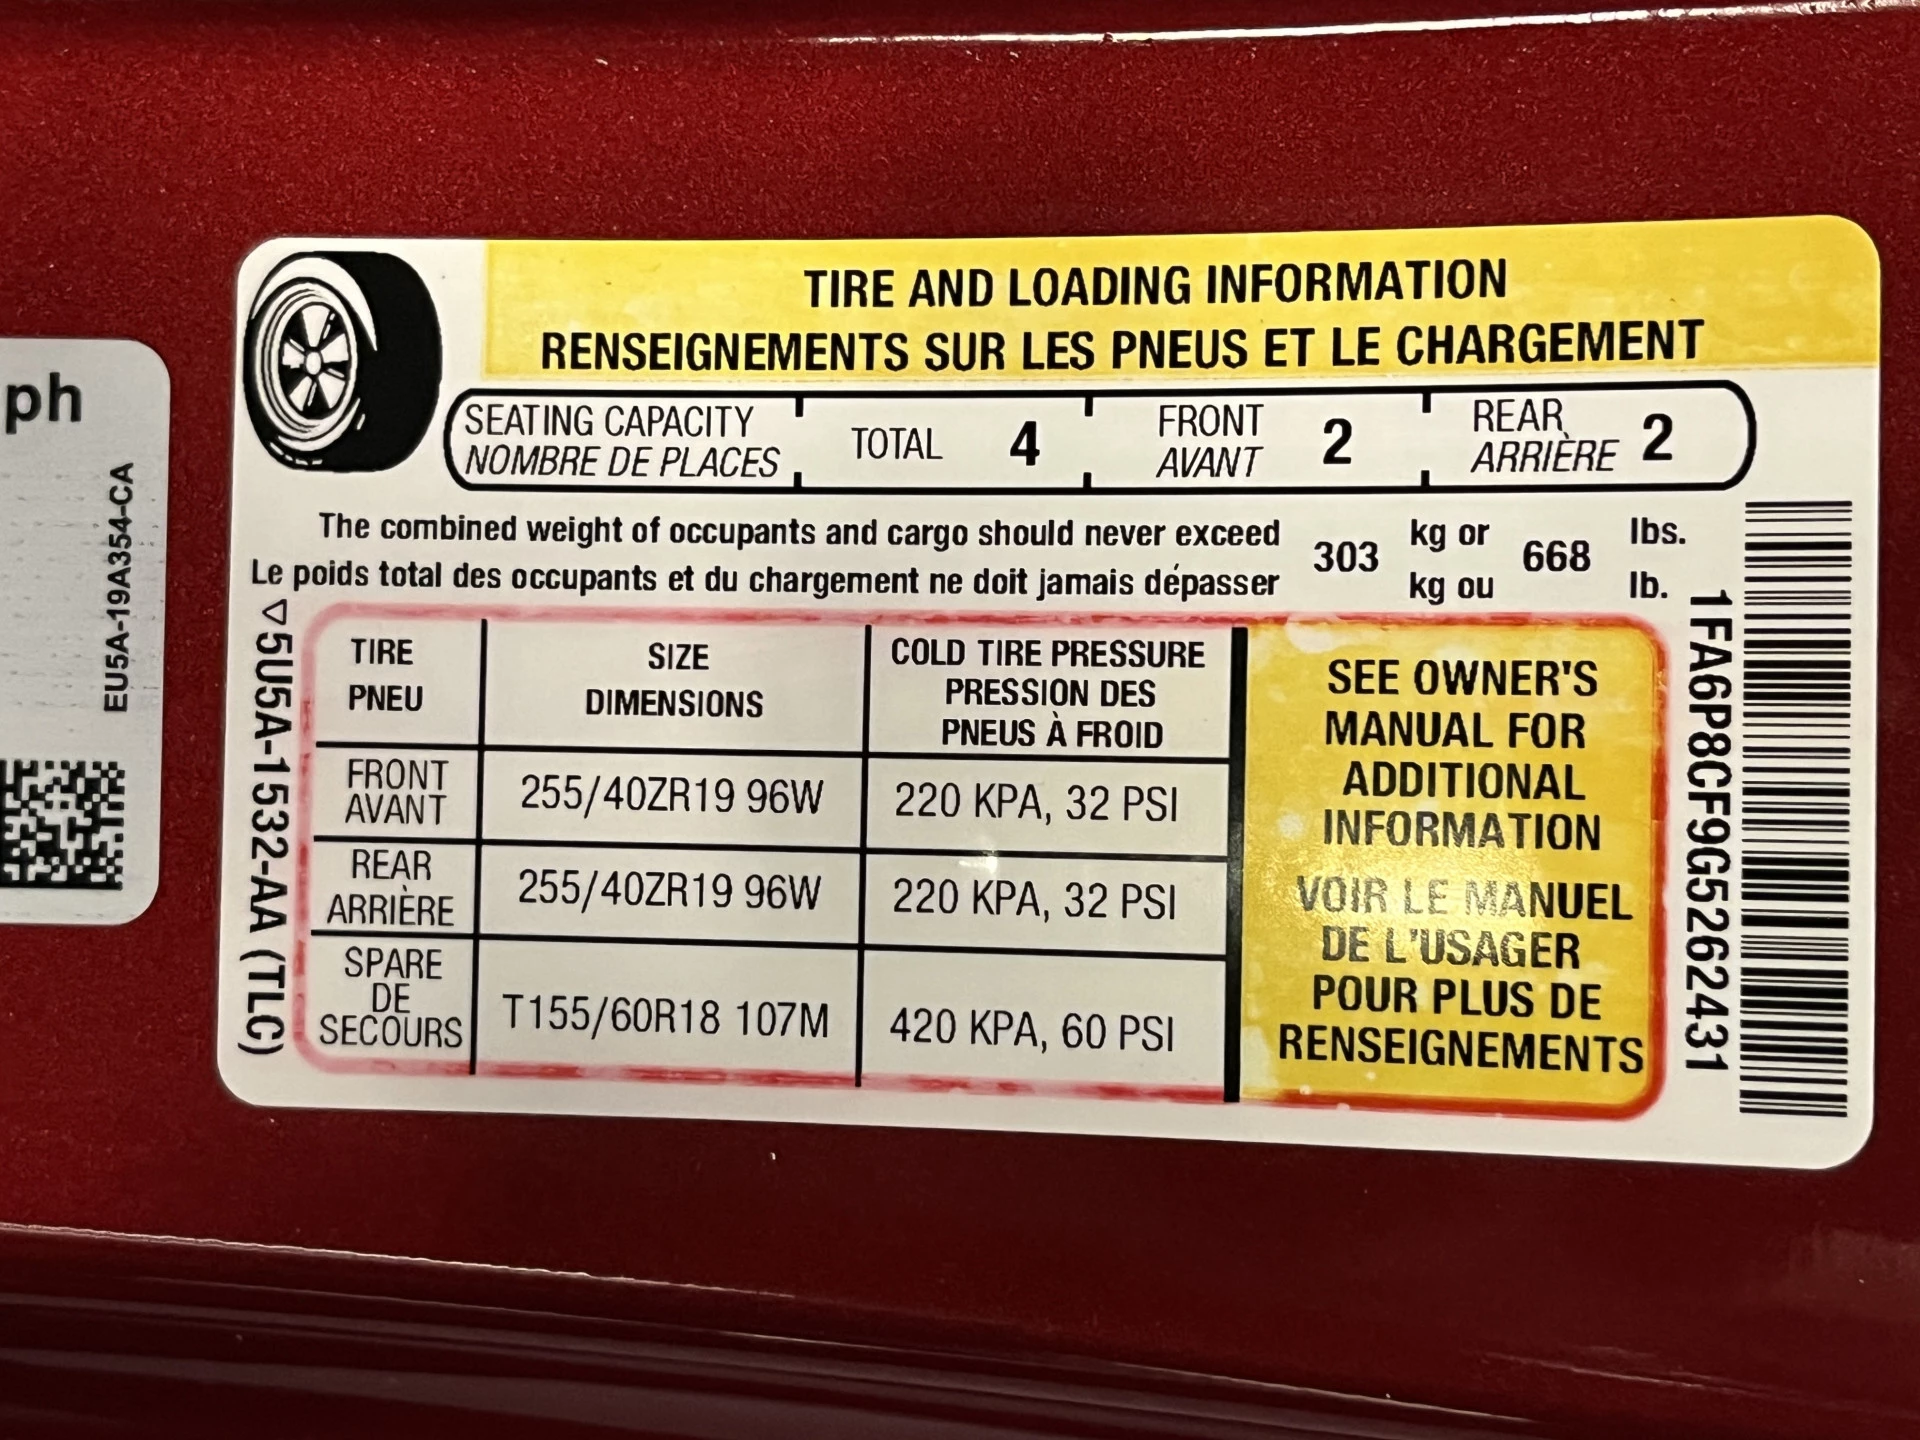 ph
EU5A-19A354-CA
TIRE AND LOADING INFORMATION
RENSEIGNEMENTS SUR LES PNEUS ET LE CHARGEMENT
SEATING CAPACITY
NOMBRE DE PLACES
TOTAL 4
FRONT
AVANT
2
REAR
ARRIÈRE
2
The combined weight of occupants and cargo should never exceed
Le poids total des occupants et du chargement ne doit jamais dépasser
303
kg or
kg ou
668
lbs.
lb.
5U5A-1532-AA (TLC)
TIRE
PNEU
SIZE
DIMENSIONS
COLD TIRE PRESSURE
PRESSION DES
PNEUS À FROID
FRONT
AVANT
255/40ZR19 96W
220 KPA, 32 PSI
REAR
ARRIÈRE
255/40ZR19 96W
220 KPA, 32 PSI
SPARE
DE
SECOURS
T155/60R18 107M
420 KPA, 60 PSI
SEE OWNER'S
MANUAL FOR
ADDITIONAL
INFORMATION
VOIR LE MANUEL
DE L'USAGER
POUR PLUS DE
RENSEIGNEMENTS
1FA6P8CF9G5262431